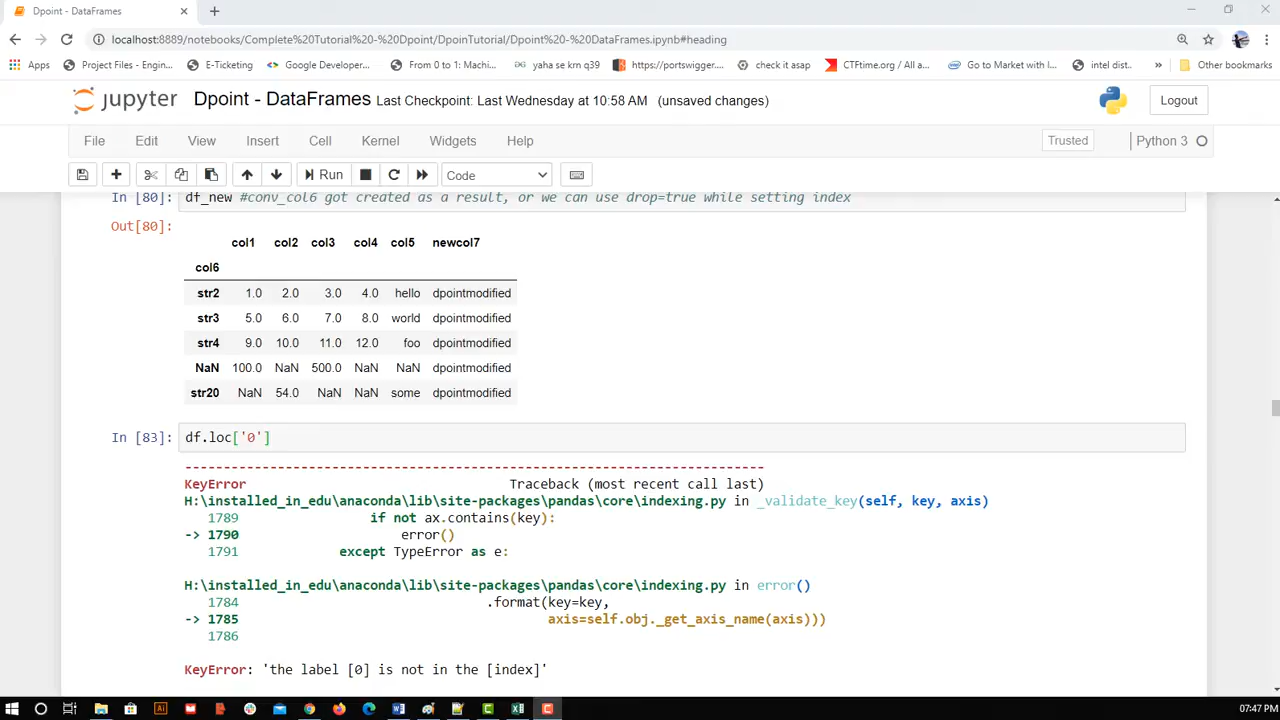 Dpoint - DataFrames
localhost:8889/notebooks/Complete%20Tutorial%20-%20Dpoint/DpoinTutorial/Dpoint%20-%20DataFrames.ipynb#heading
Apps Project Files - Engin... E-Ticketing Google Developer... From 0 to 1: Machi... yaha se krn q39 https://portswigger.... check it asap CTFtime.org / All a... Go to Market with I... intel dist.. » Other bookmarks
jupyter Dpoint - DataFrames Last Checkpoint: Last Wednesday at 10:58 AM (unsaved changes) Logout
File Edit View Insert Cell Kernel Widgets Help Trusted Python 3
Run Code
In [80]: df_new #conv_col6 got created as a result, or we can use drop=true while setting index
Out[80]:
col1 col2 col3 col4 col5 newcol7
col6
str2 1.0 2.0 3.0 4.0 hello dpointmodified
str3 5.0 6.0 7.0 8.0 world dpointmodified
str4 9.0 10.0 11.0 12.0 foo dpointmodified
NaN 100.0 NaN 500.0 NaN NaN dpointmodified
str20 NaN 54.0 NaN NaN some dpointmodified
In [83]: df.loc['0']
---------------------------------------------------------------------------
KeyError Traceback (most recent call last)
H:\installed_in_edu\anaconda\lib\site-packages\pandas\core\indexing.py in _validate_key(self, key, axis)
1789 if not ax.contains(key):
-> 1790 error()
1791 except TypeError as e:
H:\installed_in_edu\anaconda\lib\site-packages\pandas\core\indexing.py in error()
1784 .format(key=key,
-> 1785 axis=self.obj._get_axis_name(axis)))
1786
KeyError: 'the label [0] is not in the [index]'
07:47 PM